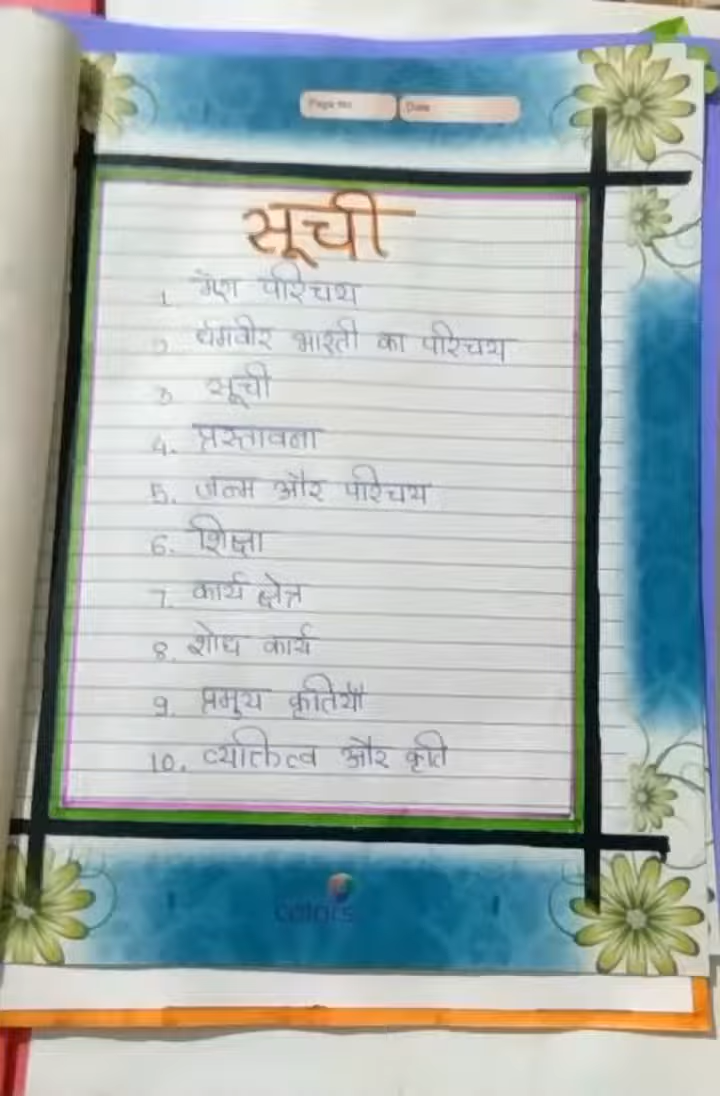 Page No
Date
सूची
1. मेरा परिचय
2 धर्मवीर भारती का परिचय
3 सूची
4. प्रस्तावना
5. जन्म और परिचय
6. शिक्षा
7. कार्य क्षेत्र
8. शोध कार्य
9. प्रमुख कृतियाँ
10. व्यक्तित्व और कृति
colors